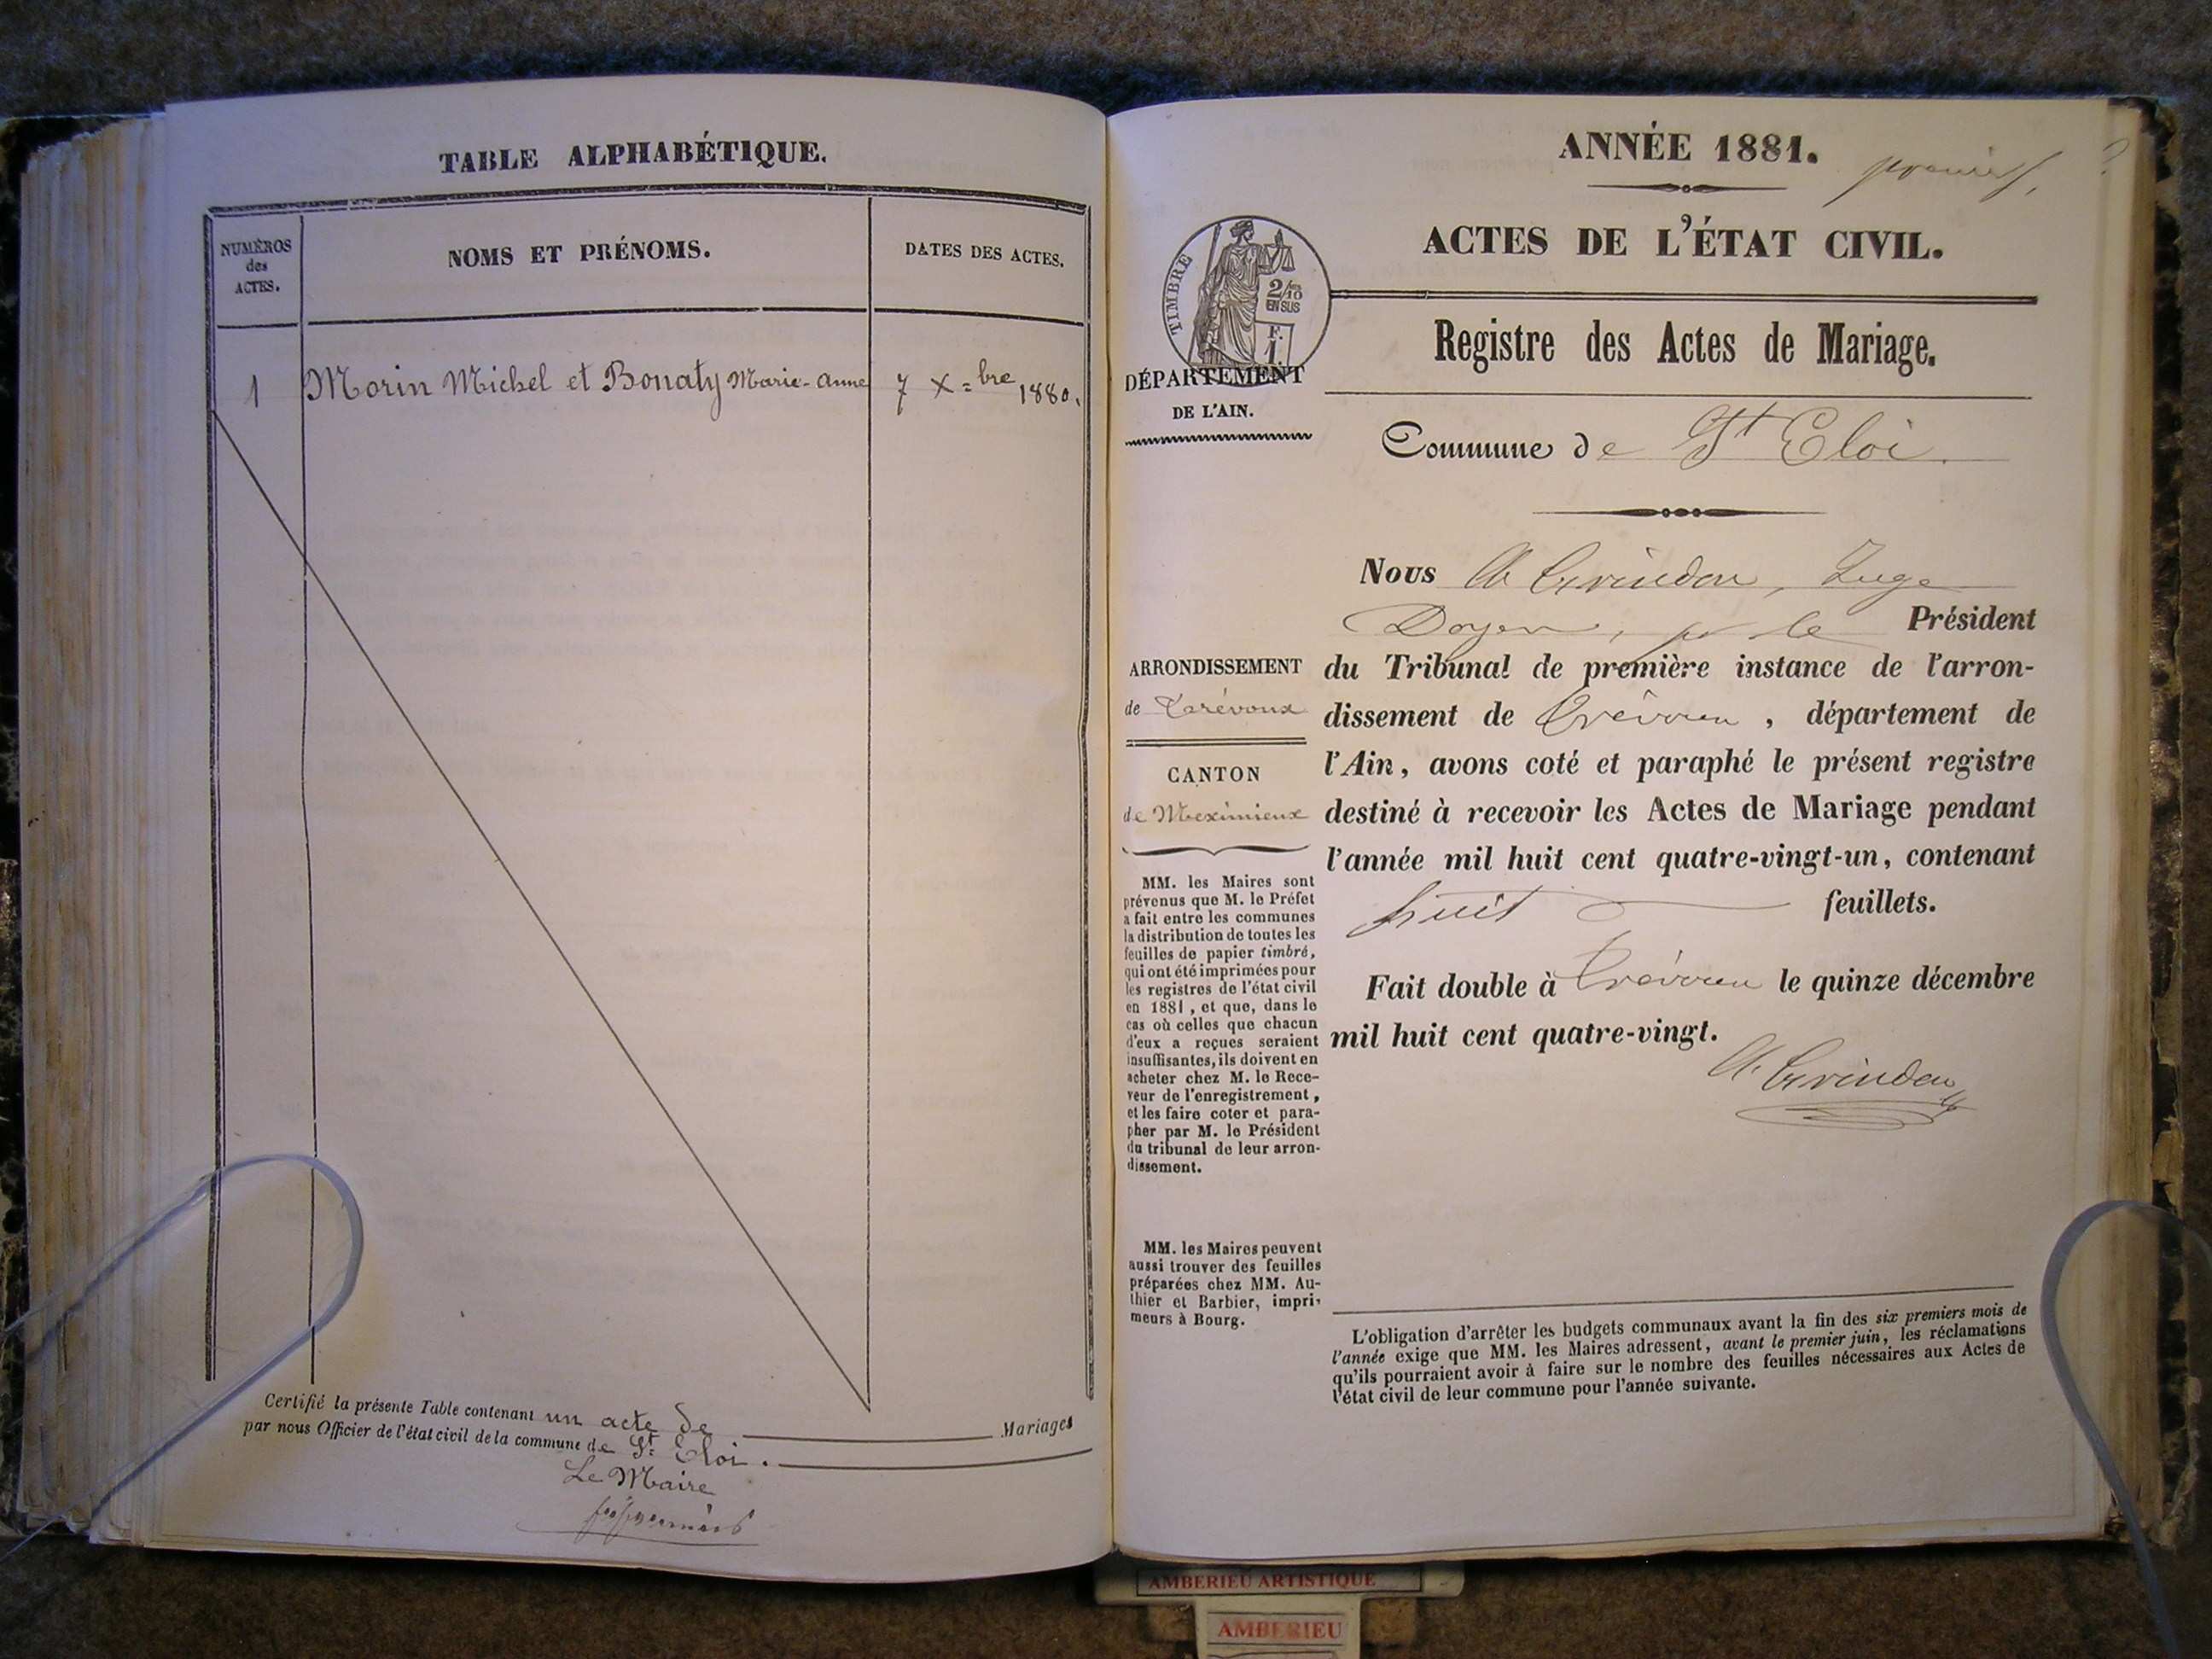 TABLE ALPHABÉTIQUE.
NUMÉROS
des
ACTES.
NOMS ET PRÉNOMS.
DATES DES ACTES.
1 Morin Michel et Bonaty Marie-Anne 7 X=bre 1880.
Certifié la présente Table contenant un acte de Mariages
par nous Officier de l'état civil de la commune de St Eloi.
Le Maire
ANNÉE 1881.
premier
ACTES DE L'ÉTAT CIVIL.
TIMBRE
2/10
EN SUS
F.
1.
Registre des Actes de Mariage.
DÉPARTEMENT
DE L'AIN.
Commune de St Eloi.
Nous Juge
Doyen, pr le Président
ARRONDISSEMENT
de Trévoux
du Tribunal de première instance de l'arron-
dissement de Trévoux, département de
CANTON
de Meximieux
l'Ain, avons coté et paraphé le présent registre
destiné à recevoir les Actes de Mariage pendant
l'année mil huit cent quatre-vingt-un, contenant
huit feuillets.
Fait double à Trévoux le quinze décembre
mil huit cent quatre-vingt.
MM. les Maires sont
prévenus que M. le Préfet
a fait entre les communes
la distribution de toutes les
feuilles de papier timbré,
qui ont été imprimées pour
les registres de l'état civil
en 1881, et que, dans le
cas où celles que chacun
d'eux a reçues seraient
insuffisantes, ils doivent en
acheter chez M. le Rece-
veur de l'enregistrement,
et les faire coter et para-
pher par M. le Président
du tribunal de leur arron-
dissement.
MM. les Maires peuvent
aussi trouver des feuilles
préparées chez MM. Au-
thier et Barbier, impri-
meurs à Bourg.
L'obligation d'arrêter les budgets communaux avant la fin des six premiers mois de
l'année exige que MM. les Maires adressent, avant le premier juin, les réclamations
qu'ils pourraient avoir à faire sur le nombre des feuilles nécessaires aux Actes de
l'état civil de leur commune pour l'année suivante.
AMBERIEU ARTISTIQUE
AMBERIEU